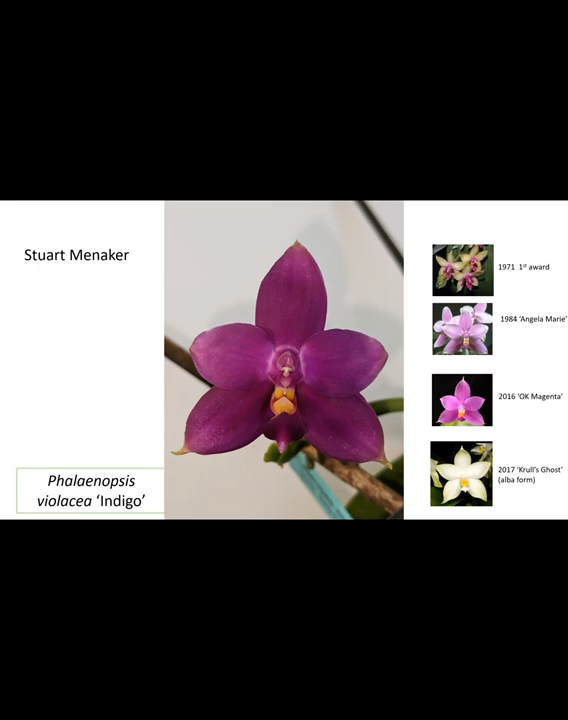 Stuart Menaker
Phalaenopsis
violacea ‘Indigo’
1971 1st award
1984 ‘Angela Marie’
2016 ‘OK Magenta’
2017 ‘Krull’s Ghost’
(alba form)